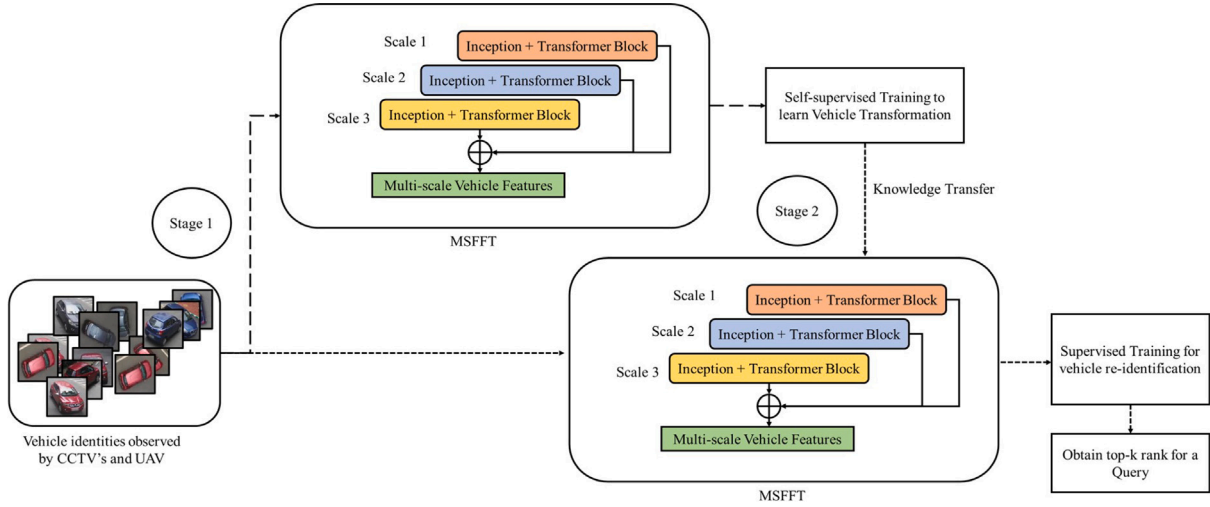 Scale 1
Inception + Transformer Block
Scale 2
Inception + Transformer Block
Scale 3
Inception + Transformer Block
Multi-scale Vehicle Features
MSFFT
Self-supervised Training to
learn Vehicle Transformation
Knowledge Transfer
Stage 1
Stage 2
Vehicle identities observed
by CCTV's and UAV
Scale 1
Inception + Transformer Block
Scale 2
Inception + Transformer Block
Scale 3
Inception + Transformer Block
Multi-scale Vehicle Features
MSFFT
Supervised Training for
vehicle re-identification
Obtain top-k rank for a
Query